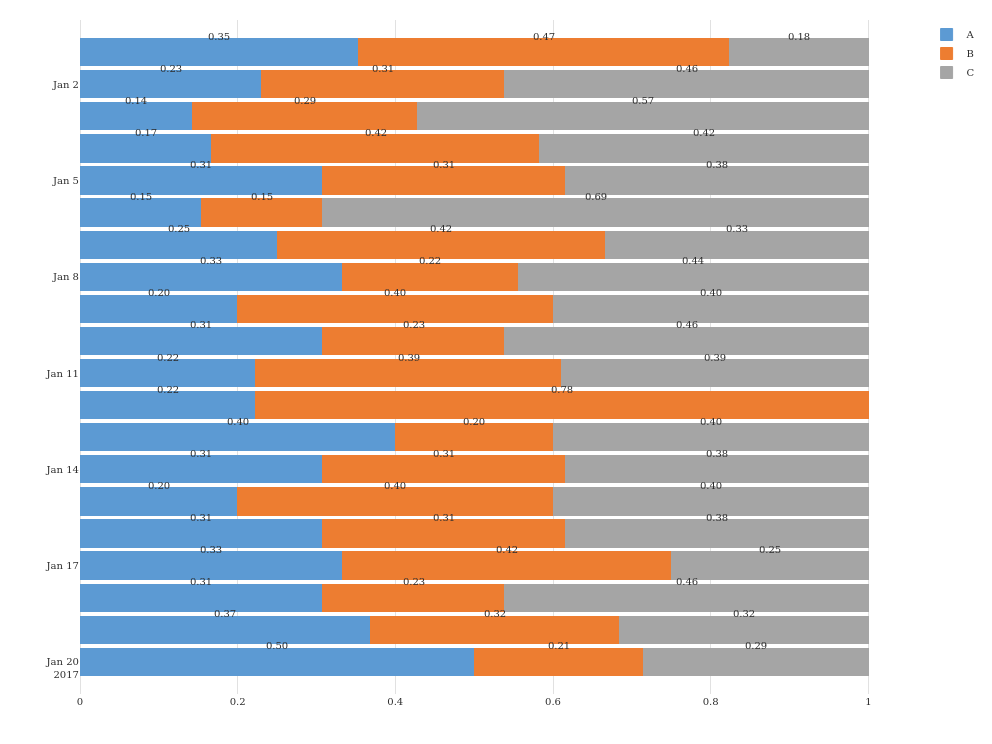 0.35 0.47 0.18
A
B
C
0.23 0.31 0.46
Jan 2
0.14 0.29 0.57
0.17 0.42 0.42
0.31 0.31 0.38
Jan 5
0.15 0.15 0.69
0.25 0.42 0.33
0.33 0.22 0.44
Jan 8
0.20 0.40 0.40
0.31 0.23 0.46
0.22 0.39 0.39
Jan 11
0.22 0.78
0.40 0.20 0.40
0.31 0.31 0.38
Jan 14
0.20 0.40 0.40
0.31 0.31 0.38
0.33 0.42 0.25
Jan 17
0.31 0.23 0.46
0.37 0.32 0.32
0.50 0.21 0.29
Jan 20
2017
0 0.2 0.4 0.6 0.8 1